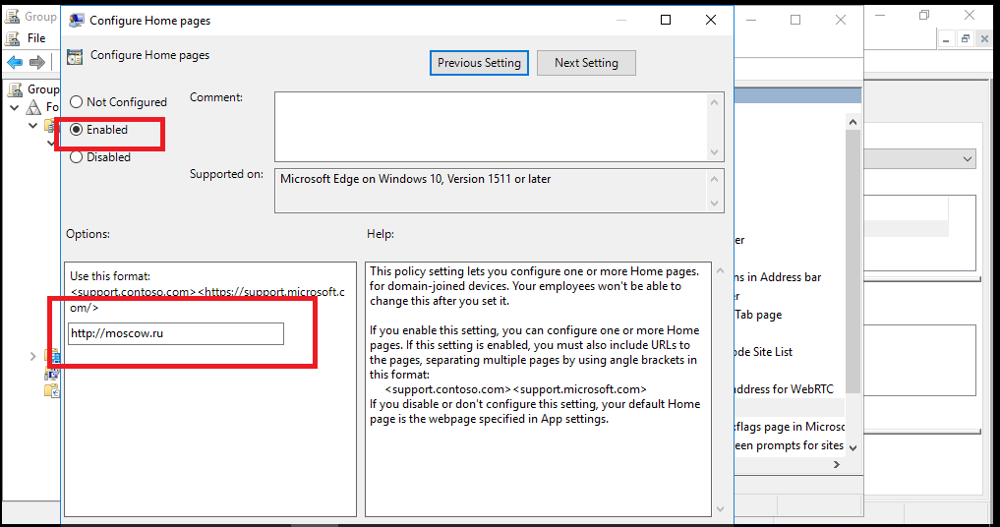 Group
Configure Home pages
File
Configure Home pages
Previous Setting
Next Setting
Group
Fo
Not Configured
Comment:
Enabled
Disabled
Supported on:
Microsoft Edge on Windows 10, Version 1511 or later
Options:
Help:
Use this format:
<support.contoso.com><https://support.microsoft.c
om/>
http://moscow.ru
This policy setting lets you configure one or more Home pages.
for domain-joined devices. Your employees won't be able to
change this after you set it.
If you enable this setting, you can configure one or more Home
pages. If this setting is enabled, you must also include URLs to
the pages, separating multiple pages by using angle brackets in
this format:
<support.contoso.com><support.microsoft.com>
If you disable or don't configure this setting, your default Home
page is the webpage specified in App settings.
er
ns in Address bar
er
Tab page
ode Site List
address for WebRTC
:flags page in Microso
een prompts for sites